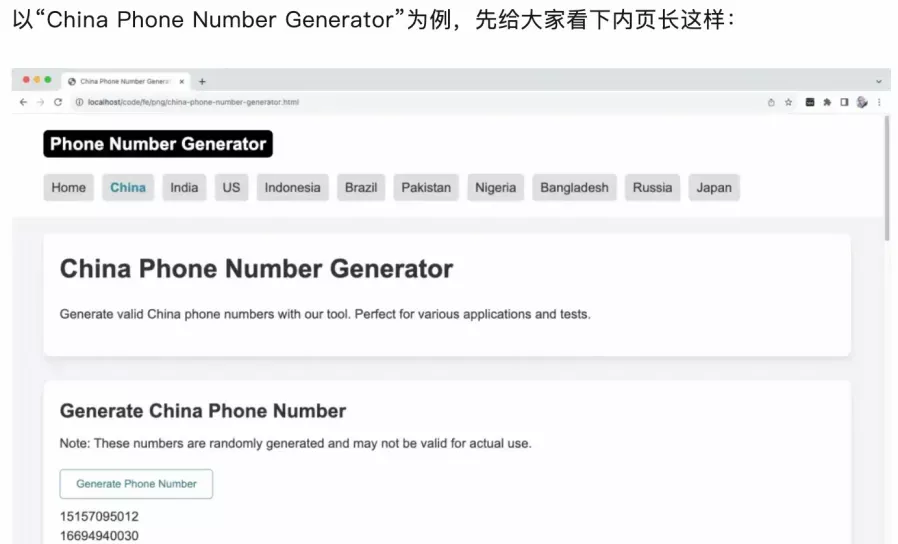 以“China Phone Number Generator”为例，先给大家看下内页长这样：
China Phone Number Genera
localhost/code/fe/png/china-phone-number-generator.html
Phone Number Generator
Home China India US Indonesia Brazil Pakistan Nigeria Bangladesh Russia Japan
China Phone Number Generator
Generate valid China phone numbers with our tool. Perfect for various applications and tests.
Generate China Phone Number
Note: These numbers are randomly generated and may not be valid for actual use.
Generate Phone Number
15157095012
16694940030